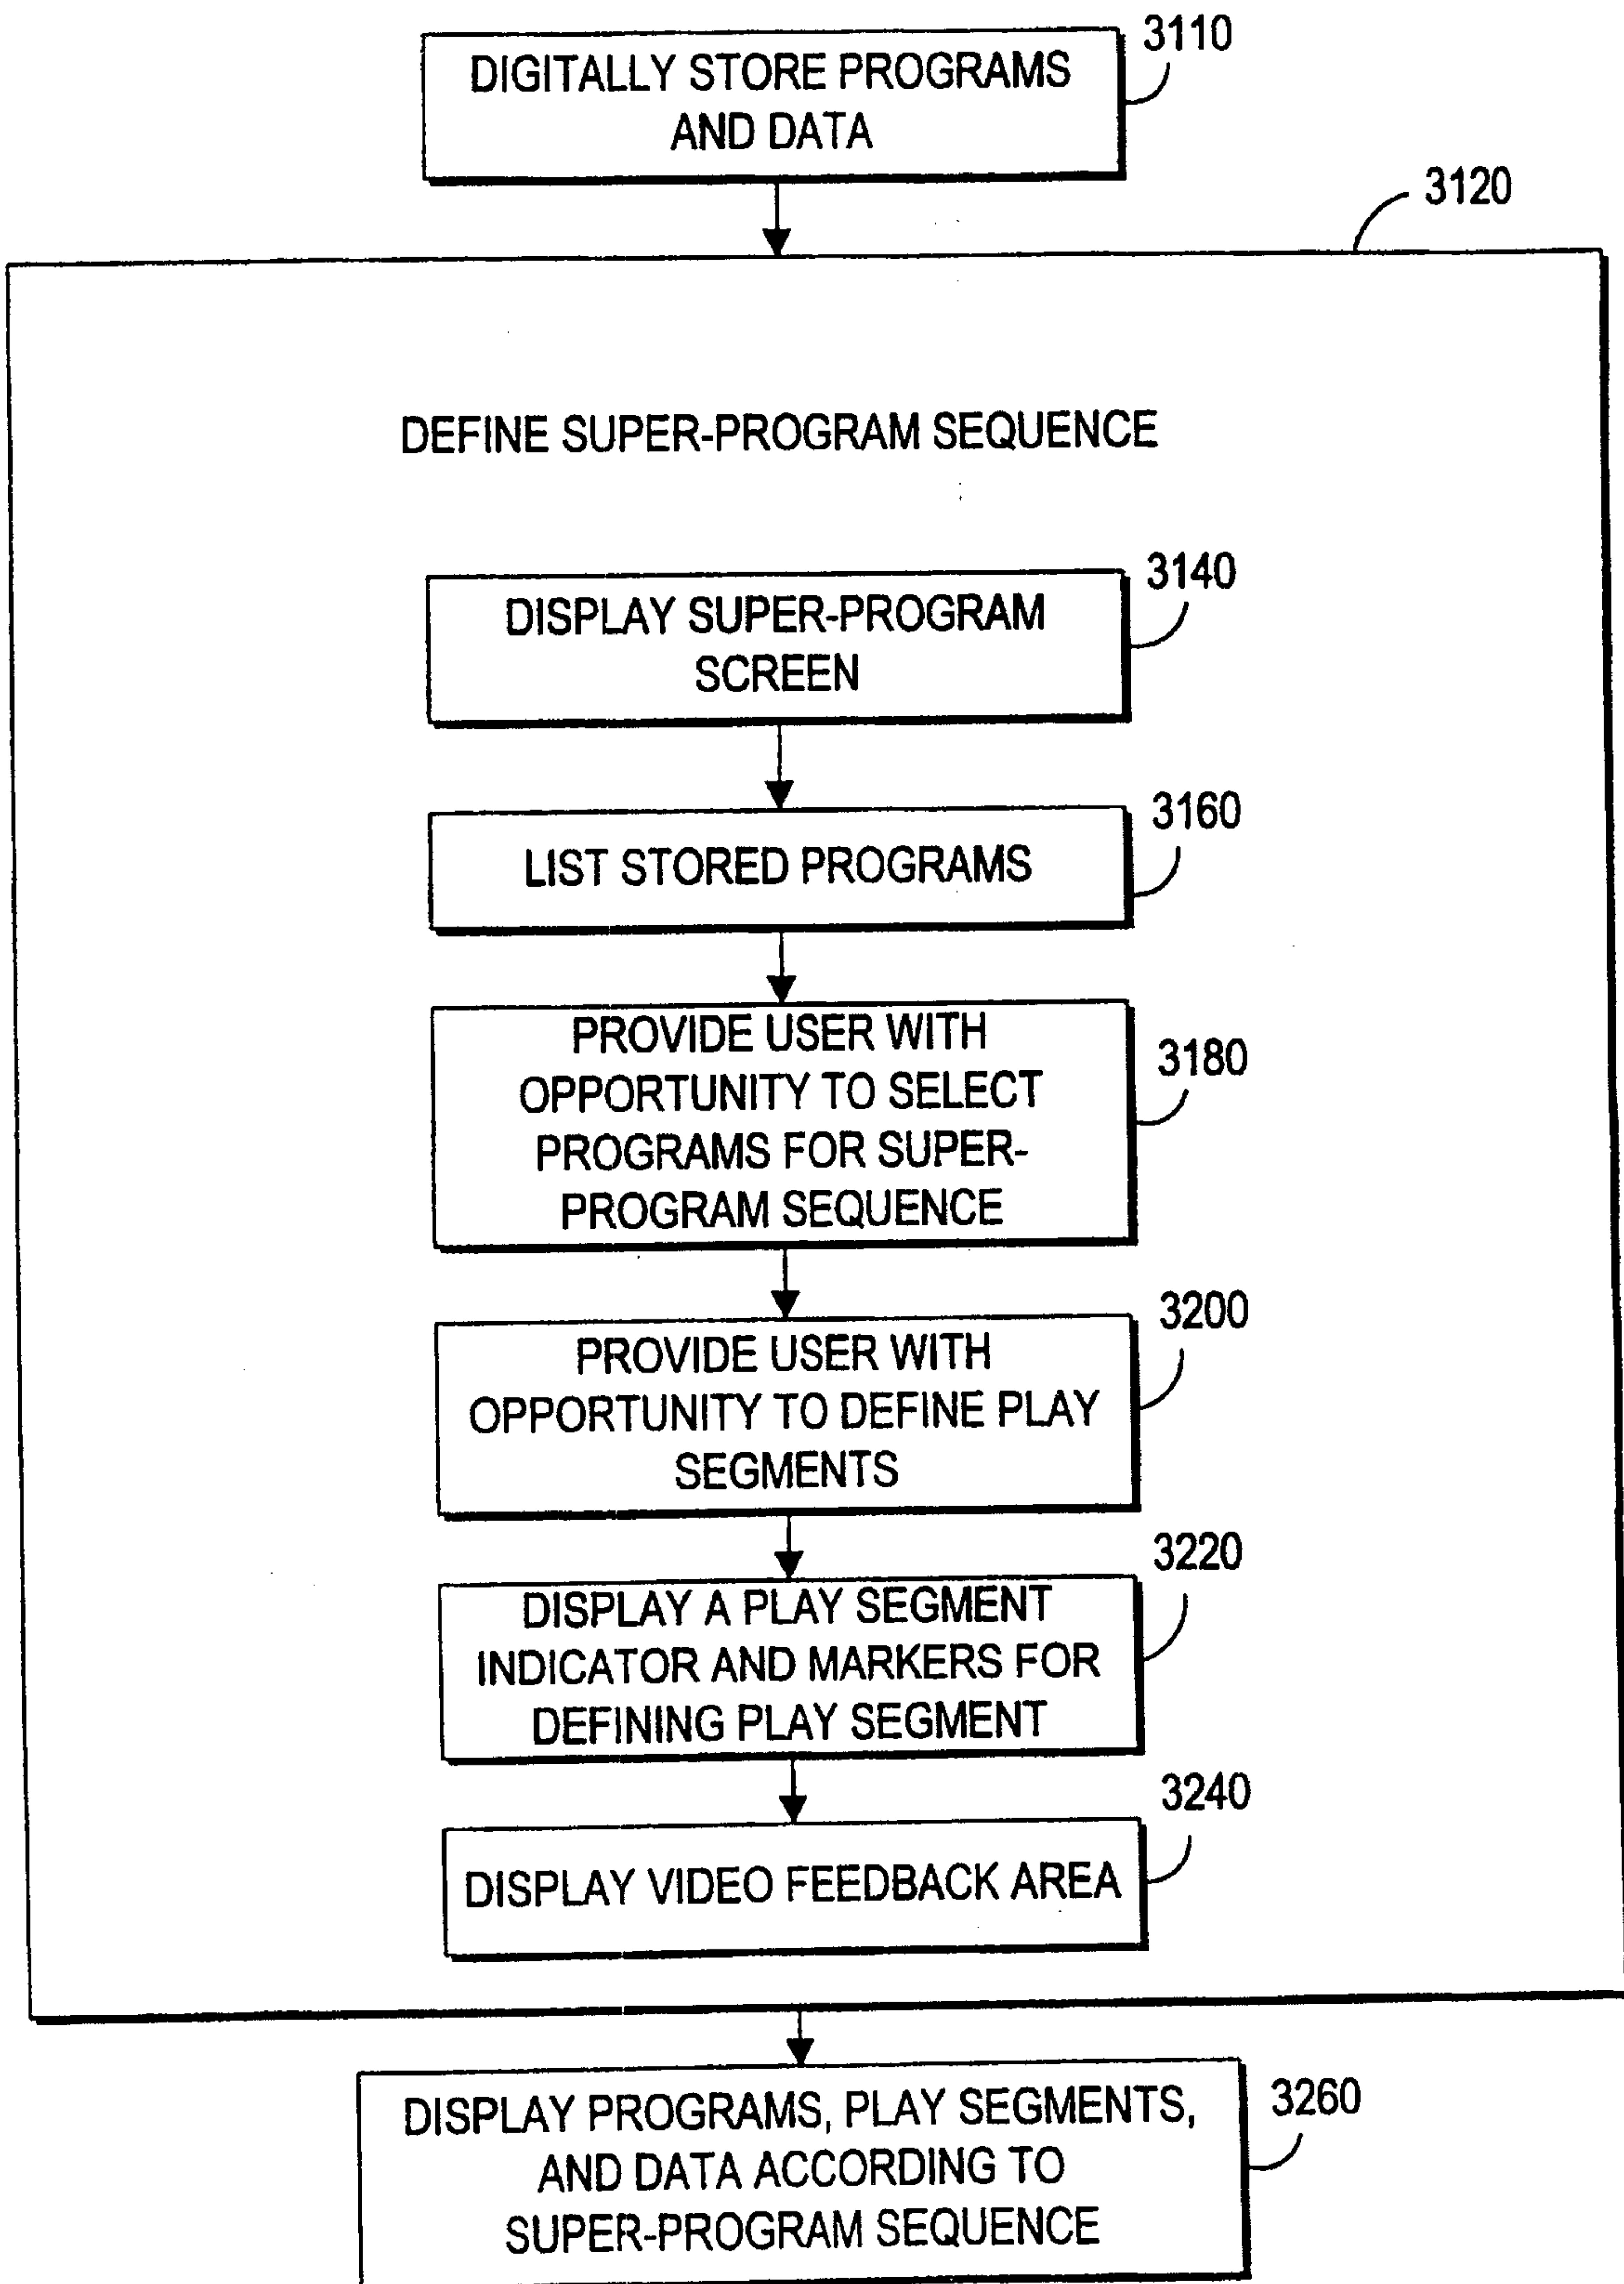 3110
DIGITALLY STORE PROGRAMS
AND DATA
3120
DEFINE SUPER-PROGRAM SEQUENCE
3140
DISPLAY SUPER-PROGRAM
SCREEN
3160
LIST STORED PROGRAMS
3180
PROVIDE USER WITH
OPPORTUNITY TO SELECT
PROGRAMS FOR SUPER-
PROGRAM SEQUENCE
3200
PROVIDE USER WITH
OPPORTUNITY TO DEFINE PLAY
SEGMENTS
3220
DISPLAY A PLAY SEGMENT
INDICATOR AND MARKERS FOR
DEFINING PLAY SEGMENT
3240
DISPLAY VIDEO FEEDBACK AREA
3260
DISPLAY PROGRAMS, PLAY SEGMENTS,
AND DATA ACCORDING TO
SUPER-PROGRAM SEQUENCE